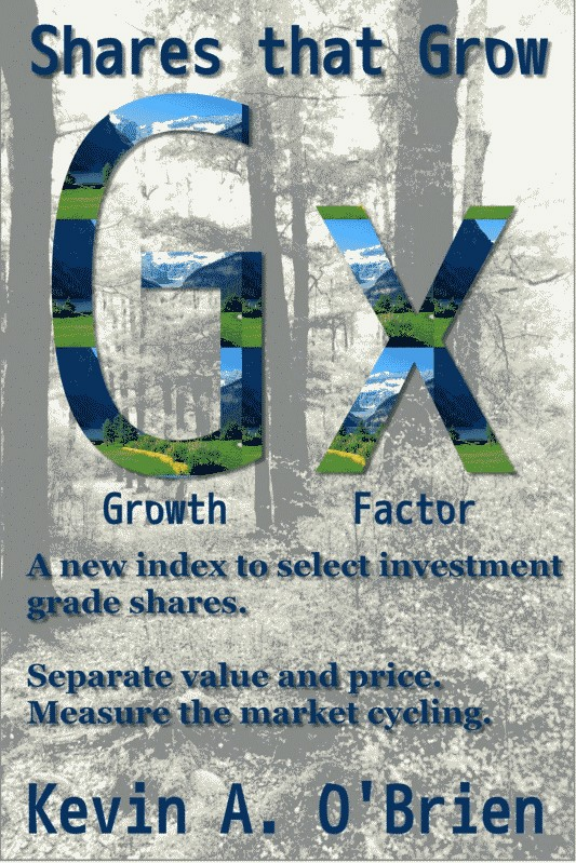 Shares that Grow
Gx
Growth Factor
A new index to select investment
grade shares.
Separate value and price.
Measure the market cycling.
Kevin A. O'Brien